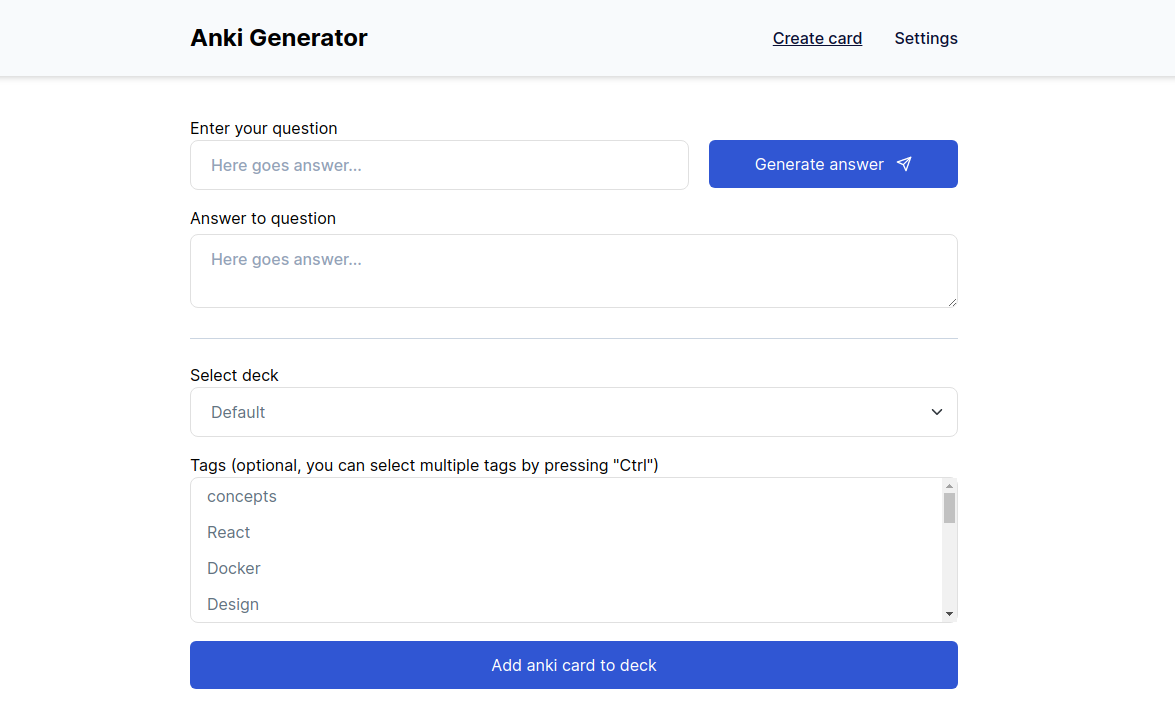 Anki Generator
Create card
Settings
Enter your question
Here goes answer...
Generate answer
Answer to question
Here goes answer...
Select deck
Default
Tags (optional, you can select multiple tags by pressing "Ctrl")
concepts
React
Docker
Design
Add anki card to deck